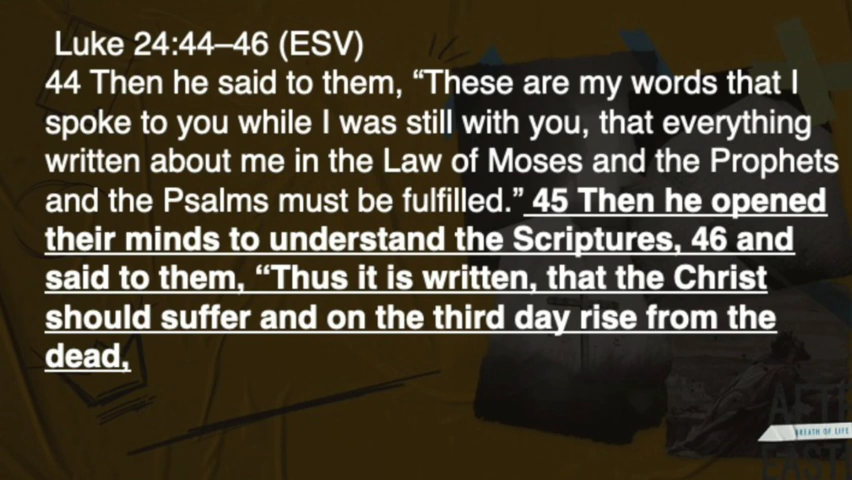 Luke 24:44–46 (ESV)
44 Then he said to them, “These are my words that I
spoke to you while I was still with you, that everything
written about me in the Law of Moses and the Prophets
and the Psalms must be fulfilled.” 45 Then he opened
their minds to understand the Scriptures, 46 and
said to them, “Thus it is written, that the Christ
should suffer and on the third day rise from the
dead,
AFTE
BREATH OF LIFE
EASTE